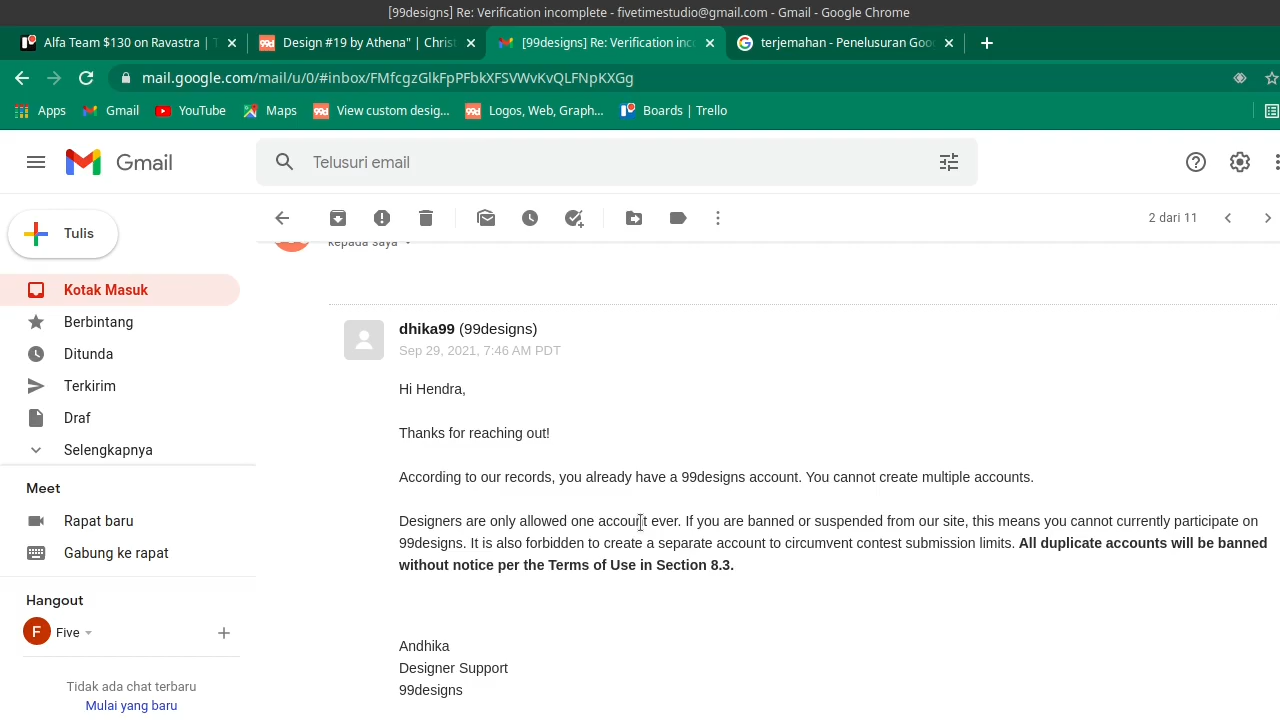 [99designs] Re: Verification incomplete - fivetimestudio@gmail.com - Gmail - Google Chrome
Alfa Team $130 on Ravastra | T
Design #19 by Athena" | Christ
[99designs] Re: Verification inc
terjemahan - Penelusuran Goo
mail.google.com/mail/u/0/#inbox/FMfcgzGlkFpPFbkXFSVWvKvQLFNpKXGg
Apps
Gmail
YouTube
Maps
View custom desig...
Logos, Web, Graph...
Boards | Trello
Gmail
Telusuri email
Tulis
2 dari 11
Kotak Masuk
Berbintang
Ditunda
Terkirim
Draf
Selengkapnya
Meet
Rapat baru
Gabung ke rapat
Hangout
F
Five
Tidak ada chat terbaru
Mulai yang baru
kepada saya
dhika99 (99designs)
Sep 29, 2021, 7:46 AM PDT
Hi Hendra,
Thanks for reaching out!
According to our records, you already have a 99designs account. You cannot create multiple accounts.
Designers are only allowed one account ever. If you are banned or suspended from our site, this means you cannot currently participate on
99designs. It is also forbidden to create a separate account to circumvent contest submission limits. All duplicate accounts will be banned
without notice per the Terms of Use in Section 8.3.
Andhika
Designer Support
99designs